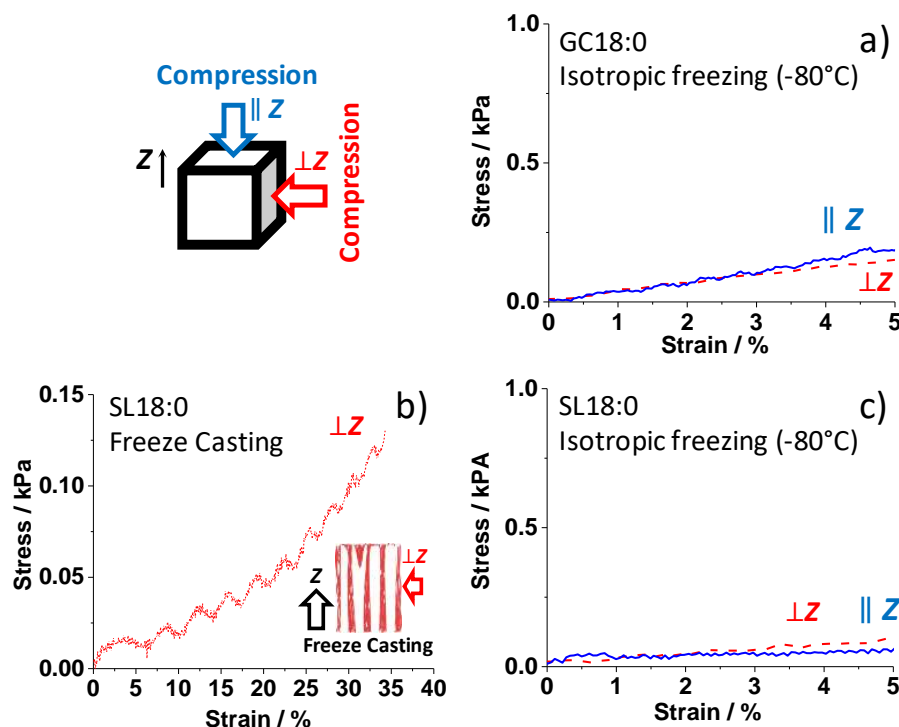 Compression
∥ Z
Z
⊥Z
Compression
a)
GC18:0
Isotropic freezing (-80°C)
Stress / kPa
1.0
0.5
0.0
∥ Z
⊥Z
0 1 2 3 4 5
Strain / %
b)
SL18:0
Freeze Casting
⊥Z
Stress / kPa
0.15
0.10
0.05
0.00
Z
⊥Z
Freeze Casting
0 5 10 15 20 25 30 35 40
Strain / %
c)
SL18:0
Isotropic freezing (-80°C)
Stress / kPA
1.0
0.5
0.0
⊥Z
∥ Z
0 1 2 3 4 5
Strain / %